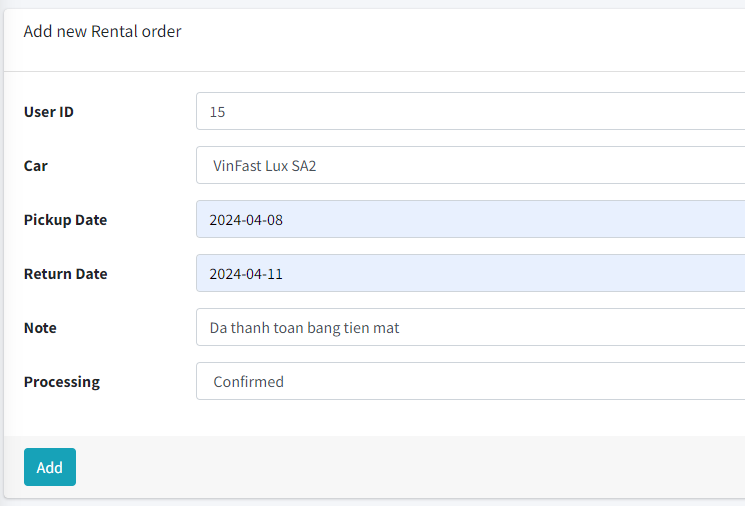 Add new Rental order
User ID
15
Car
VinFast Lux SA2
Pickup Date
2024-04-08
Return Date
2024-04-11
Note
Da thanh toan bang tien mat
Processing
Confirmed
Add